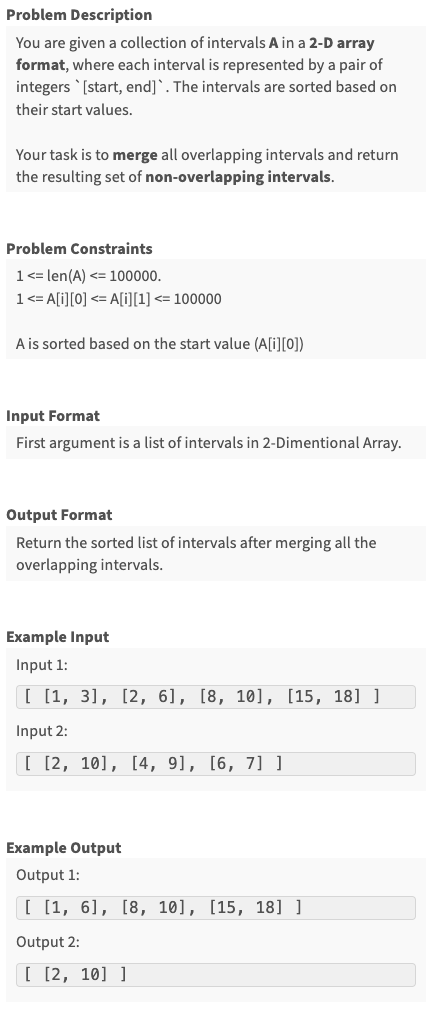 Problem Description
You are given a collection of intervals A in a 2-D array
format, where each interval is represented by a pair of
integers `[start, end]`. The intervals are sorted based on
their start values.
Your task is to merge all overlapping intervals and return
the resulting set of non-overlapping intervals.
Problem Constraints
1 <= len(A) <= 100000.
1 <= A[i][0] <= A[i][1] <= 100000
A is sorted based on the start value (A[i][0])
Input Format
First argument is a list of intervals in 2-Dimentional Array.
Output Format
Return the sorted list of intervals after merging all the
overlapping intervals.
Example Input
Input 1:
[ [1, 3], [2, 6], [8, 10], [15, 18] ]
Input 2:
[ [2, 10], [4, 9], [6, 7] ]
Example Output
Output 1:
[ [1, 6], [8, 10], [15, 18] ]
Output 2:
[ [2, 10] ]